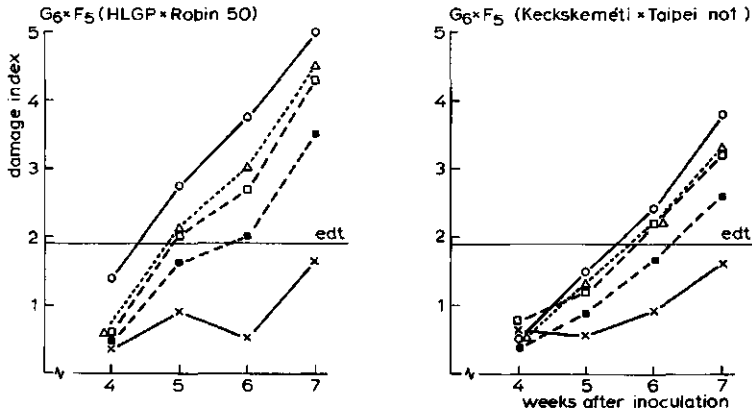 G6×F5 (HLGP×Robin 50)
G6×F5 (Keckskeméti×Taipei no1)
damage index
5
4
3
2
1
edt
4 5 6 7
5
4
3
2
1
edt
4 5 6 7
weeks after inoculation